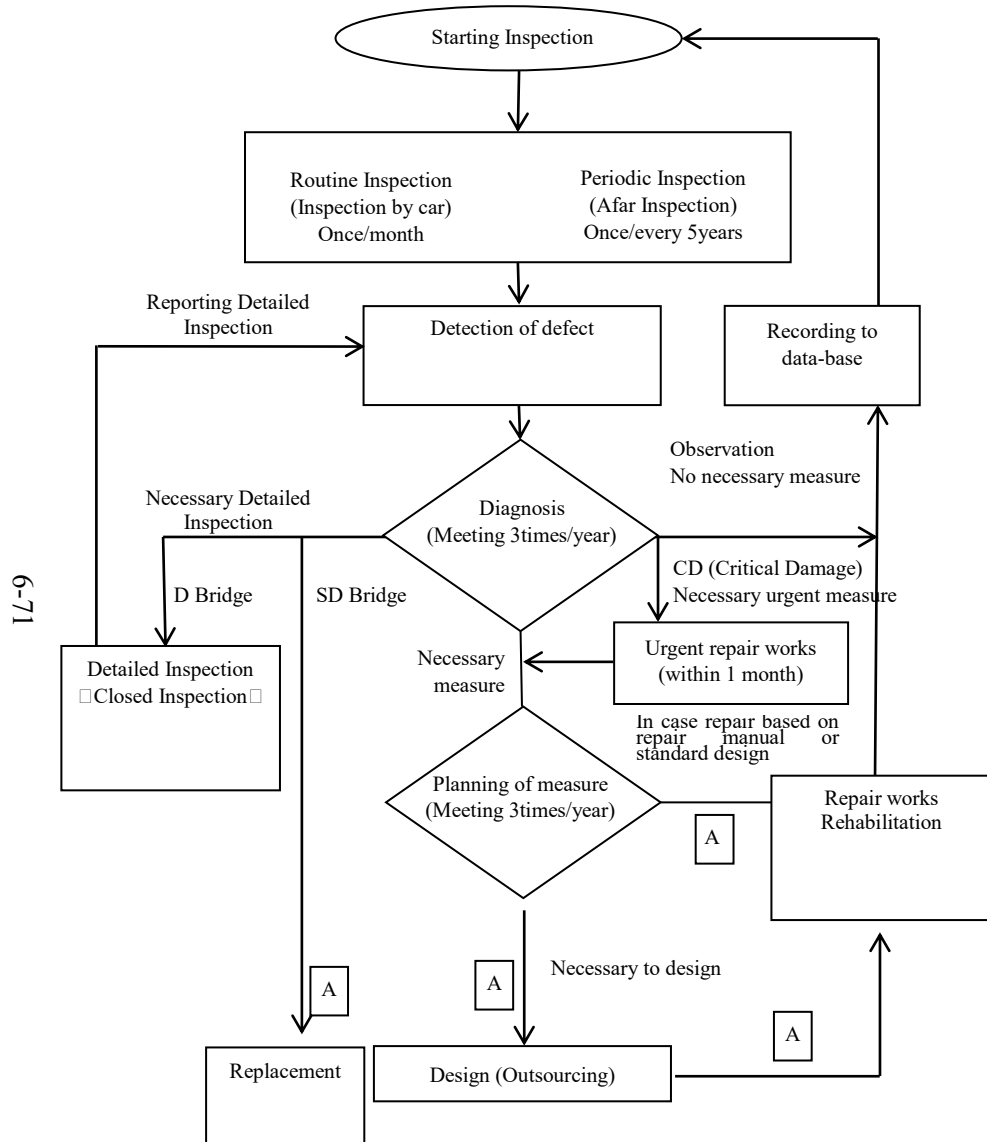 Starting Inspection
Routine Inspection
(Inspection by car)
Once/month
Periodic Inspection
(Afar Inspection)
Once/every 5years
Reporting Detailed
Inspection
Detection of defect
Recording to
data-base
Observation
No necessary measure
Necessary Detailed
Inspection
Diagnosis
(Meeting 3times/year)
CD (Critical Damage)
Necessary urgent measure
D Bridge
SD Bridge
6-71
Detailed Inspection
□Closed Inspection□
Necessary
measure
Urgent repair works
(within 1 month)
In case repair based on
repair manual or
standard design
Planning of measure
(Meeting 3times/year)
A
Repair works
Rehabilitation
A
A
Necessary to design
A
Replacement
Design (Outsourcing)